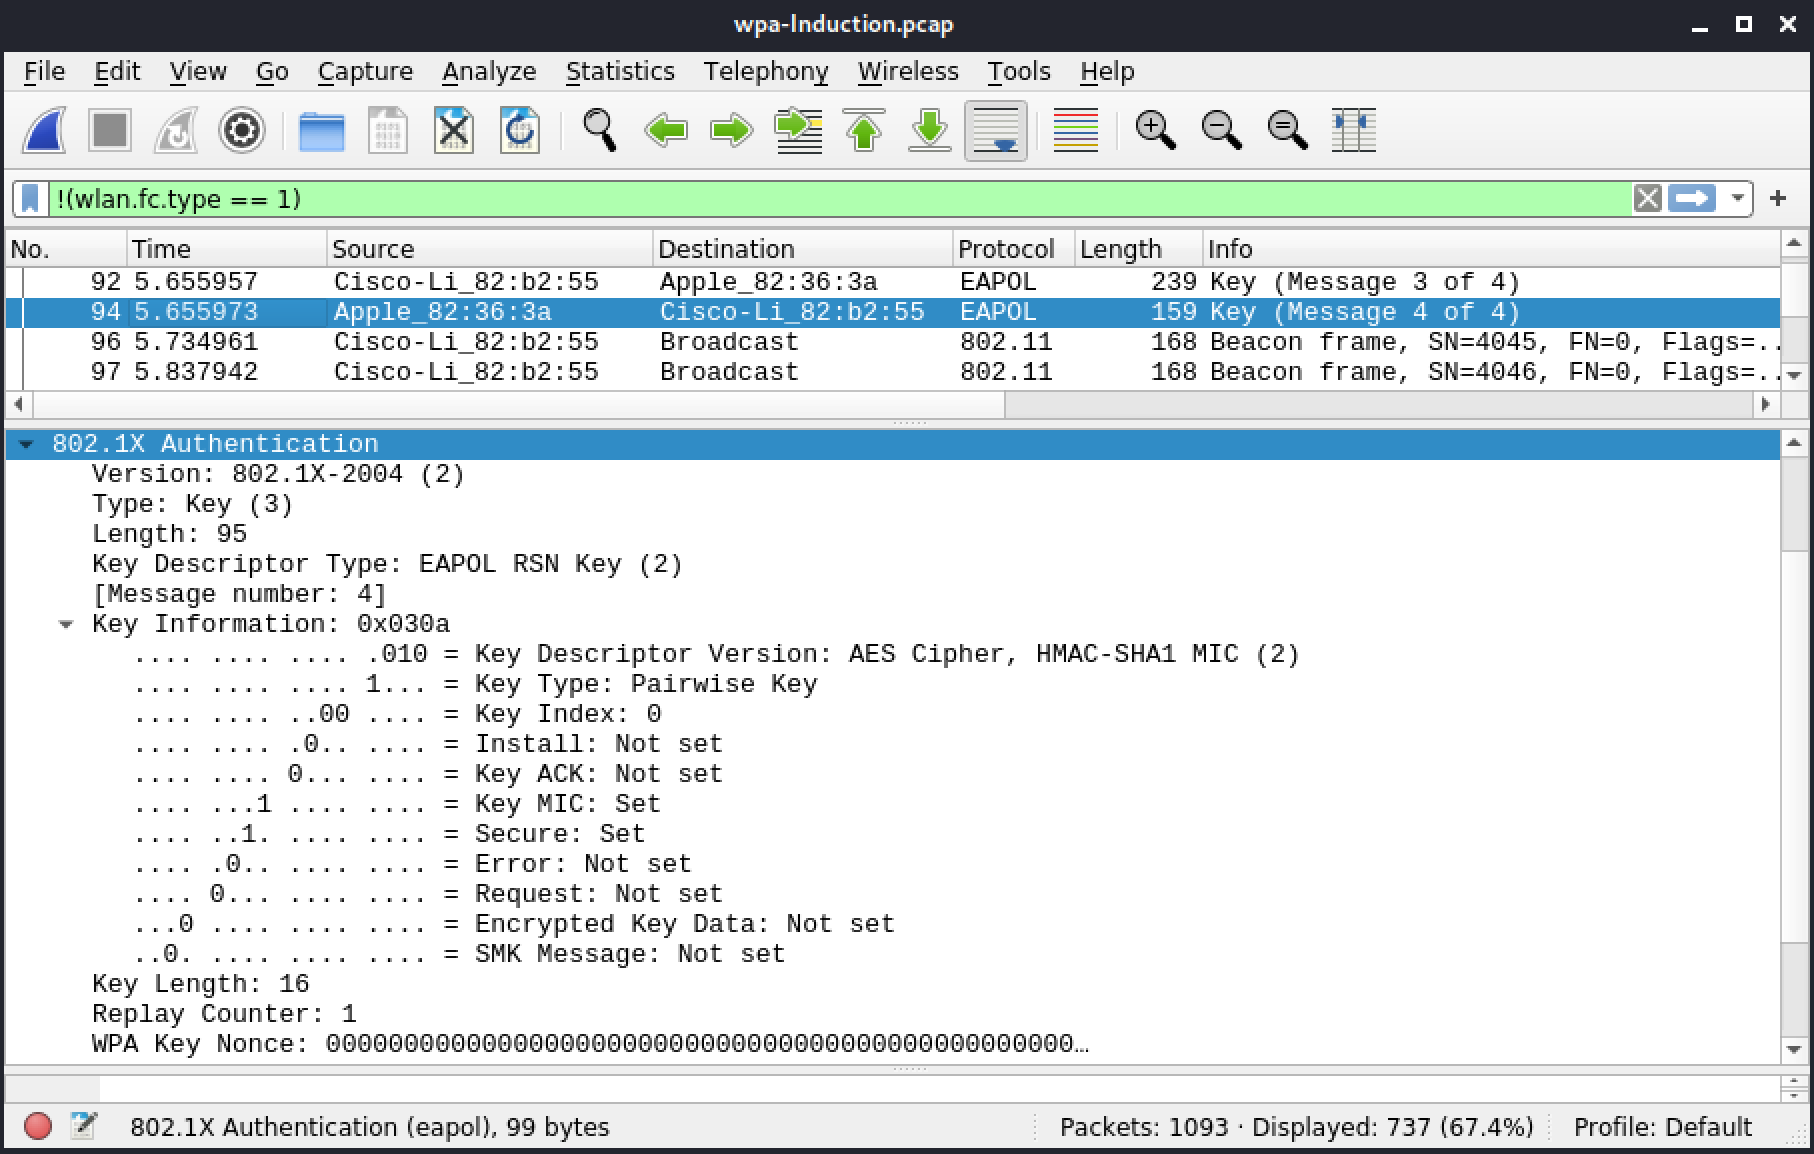 wpa-Induction.pcap
File Edit View Go Capture Analyze Statistics Telephony Wireless Tools Help
!(wlan.fc.type == 1)
No. Time Source Destination Protocol Length Info
92 5.655957 Cisco-Li_82:b2:55 Apple_82:36:3a EAPOL 239 Key (Message 3 of 4)
94 5.655973 Apple_82:36:3a Cisco-Li_82:b2:55 EAPOL 159 Key (Message 4 of 4)
96 5.734961 Cisco-Li_82:b2:55 Broadcast 802.11 168 Beacon frame, SN=4045, FN=0, Flags=..
97 5.837942 Cisco-Li_82:b2:55 Broadcast 802.11 168 Beacon frame, SN=4046, FN=0, Flags=..
802.1X Authentication
Version: 802.1X-2004 (2)
Type: Key (3)
Length: 95
Key Descriptor Type: EAPOL RSN Key (2)
[Message number: 4]
Key Information: 0x030a
.... .... .... .010 = Key Descriptor Version: AES Cipher, HMAC-SHA1 MIC (2)
.... .... .... 1... = Key Type: Pairwise Key
.... .... ..00 .... = Key Index: 0
.... .... .0.. .... = Install: Not set
.... .... 0... .... = Key ACK: Not set
.... ...1 .... .... = Key MIC: Set
.... ..1. .... .... = Secure: Set
.... .0.. .... .... = Error: Not set
.... 0... .... .... = Request: Not set
...0 .... .... .... = Encrypted Key Data: Not set
..0. .... .... .... = SMK Message: Not set
Key Length: 16
Replay Counter: 1
WPA Key Nonce: 000000000000000000000000000000000000000000000000…
802.1X Authentication (eapol), 99 bytes Packets: 1093 · Displayed: 737 (67.4%) Profile: Default